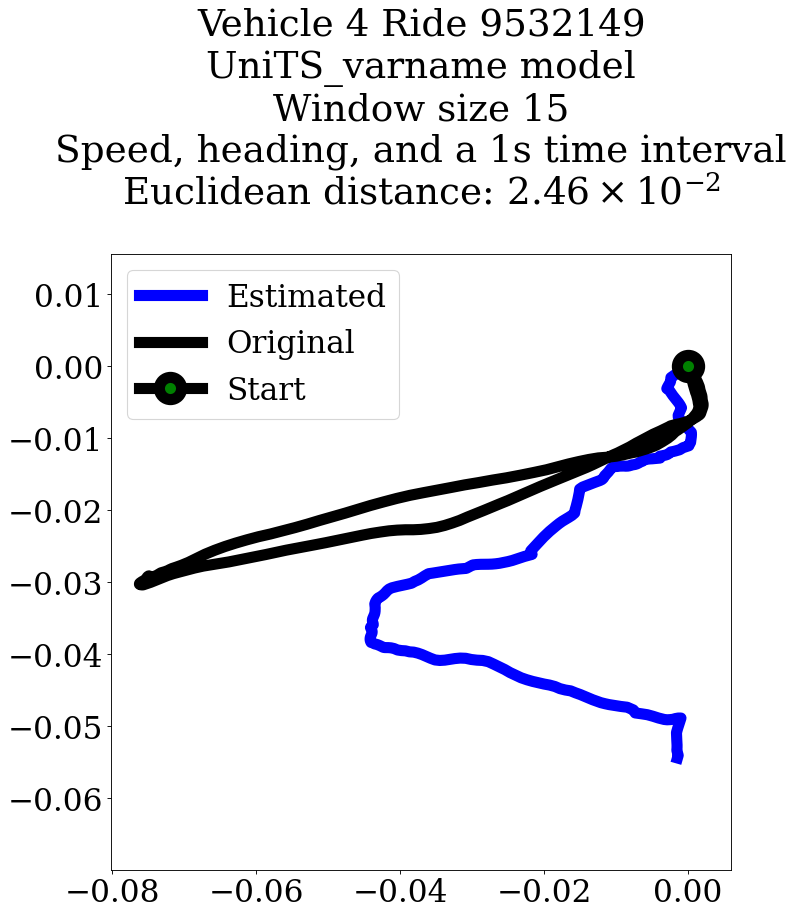 Vehicle 4 Ride 9532149
UniTS_varname model
Window size 15
Speed, heading, and a 1s time interval
Euclidean distance: 2.46 × 10⁻²
Estimated
Original
Start
0.01
0.00
−0.01
−0.02
−0.03
−0.04
−0.05
−0.06
−0.08 −0.06 −0.04 −0.02 0.00